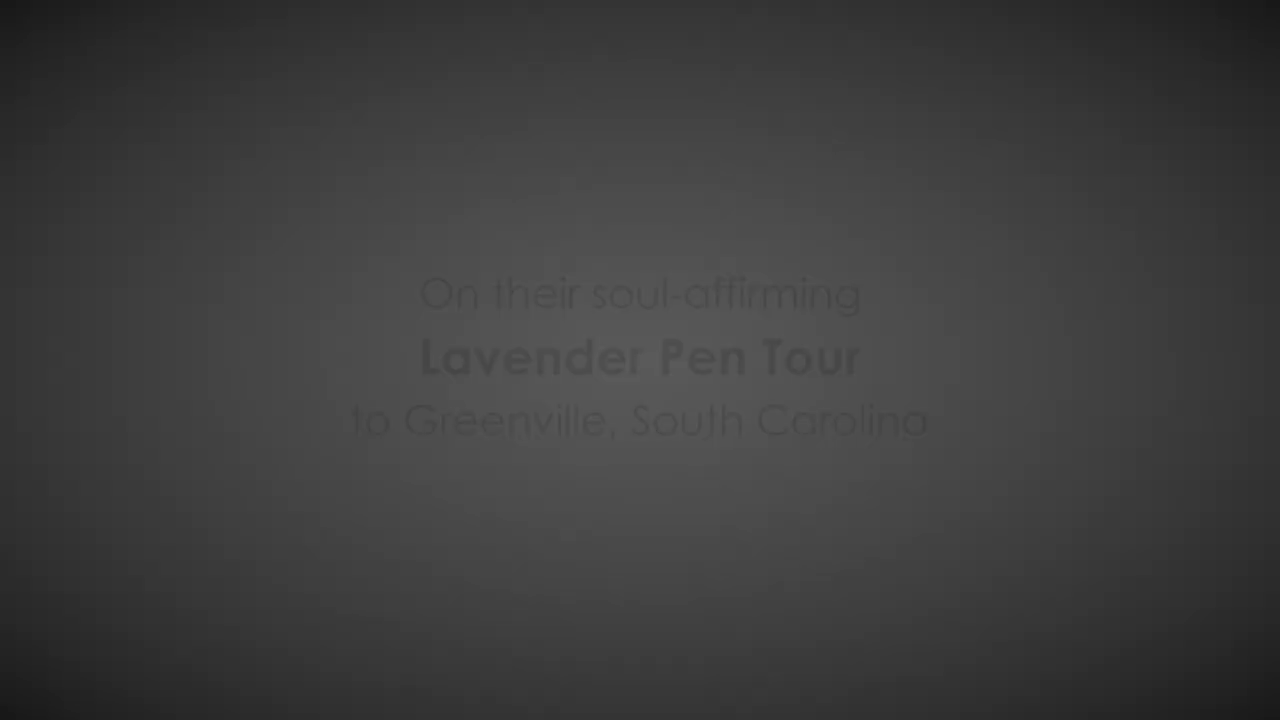 On their soul-affirming
Lavender Pen Tour
to Greenville, South Carolina